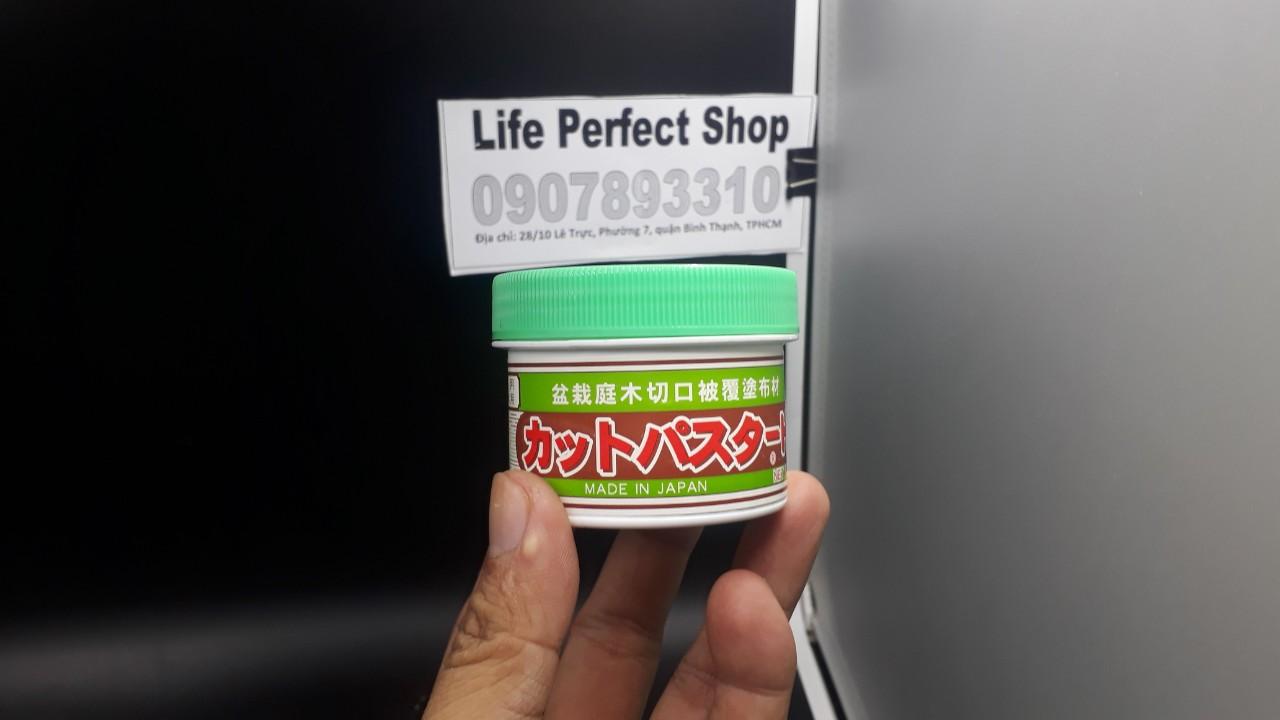 Life Perfect Shop
0907893310
Địa chỉ: 28/10 Lê Trực, Phường 7, quận Bình Thạnh, TPHCM
盆栽庭木切口被覆塗布材
カットパスター
MADE IN JAPAN